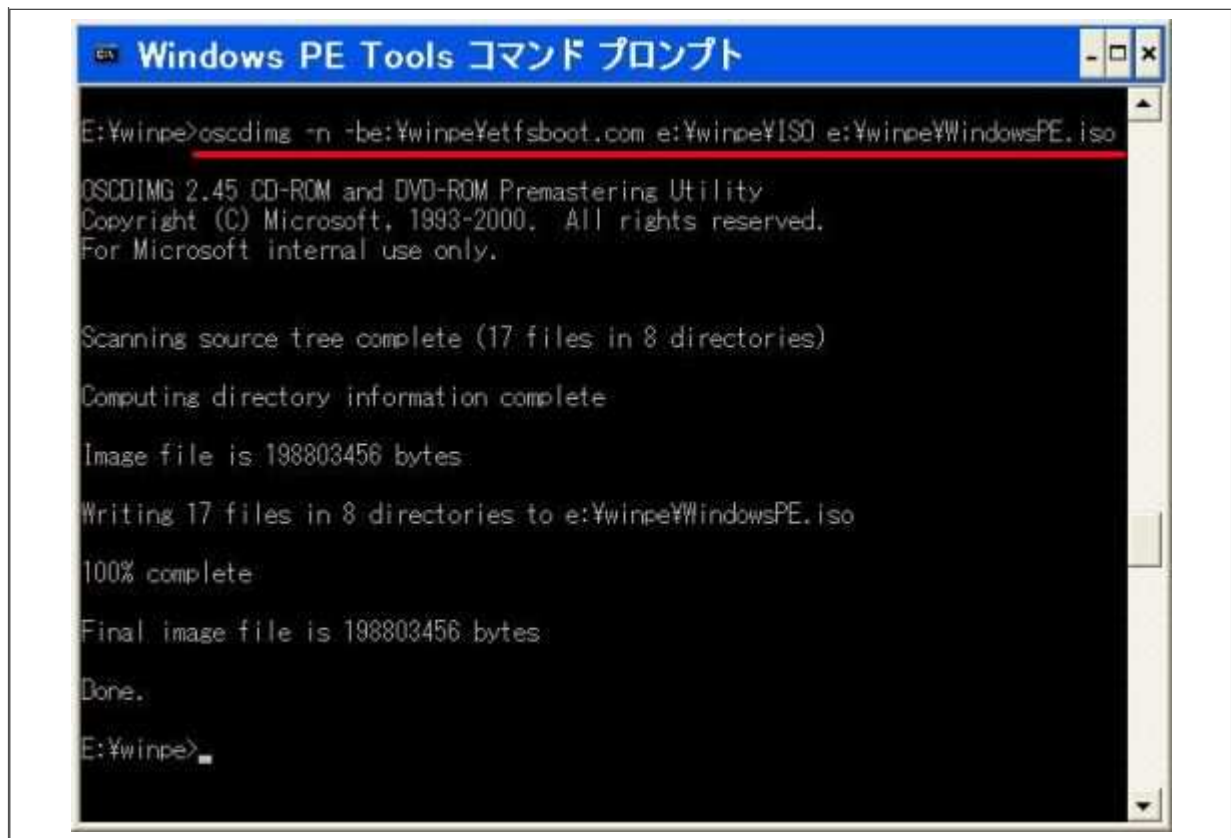 Windows PE Tools コマンド プロンプト
E:¥winpe>oscdimg -n -be:¥winpe¥etfsboot.com e:¥winpe¥ISO e:¥winpe¥WindowsPE.iso
OSCDIMG 2.45 CD-ROM and DVD-ROM Premastering Utility
Copyright (C) Microsoft, 1993-2000.  All rights reserved.
For Microsoft internal use only.
Scanning source tree complete (17 files in 8 directories)
Computing directory information complete
Image file is 198803456 bytes
Writing 17 files in 8 directories to e:¥winpe¥WindowsPE.iso
100% complete
Final image file is 198803456 bytes
Done.
E:¥winpe>